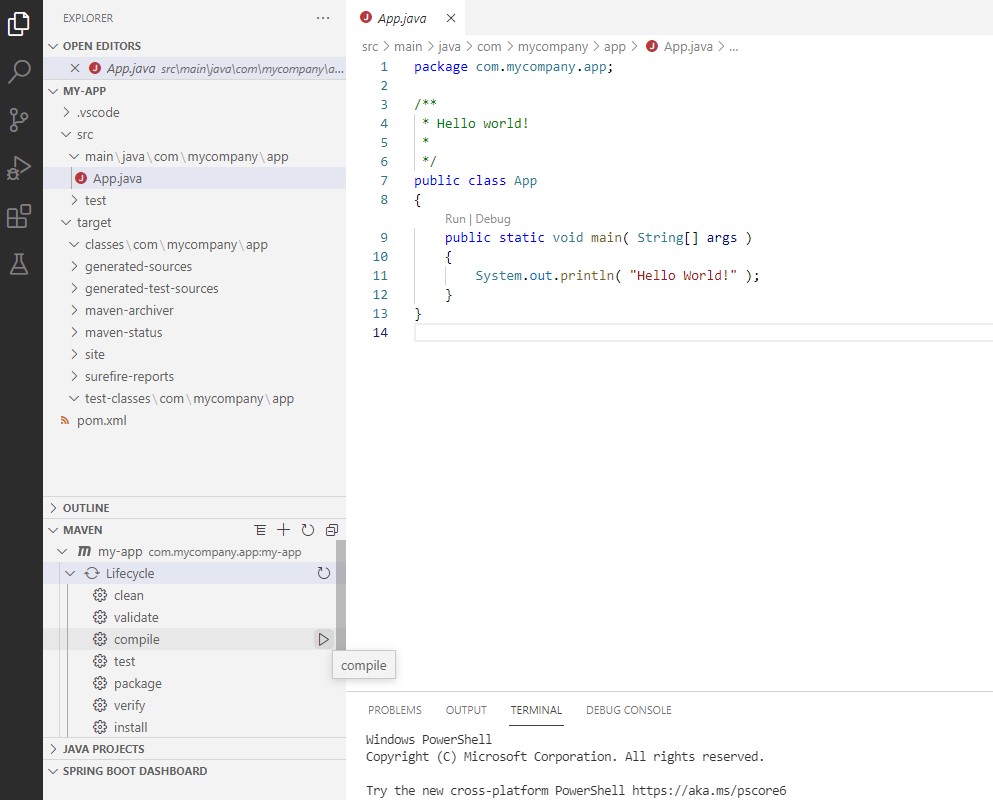 EXPLORER
OPEN EDITORS
App.java src\main\java\com\mycompany\a...
MY-APP
.vscode
src
main\java\com\mycompany\app
App.java
test
target
classes\com\mycompany\app
generated-sources
generated-test-sources
maven-archiver
maven-status
site
surefire-reports
test-classes\com\mycompany\app
pom.xml
OUTLINE
MAVEN
my-app com.mycompany.app:my-app
Lifecycle
clean
validate
compile
test
package
verify
install
JAVA PROJECTS
SPRING BOOT DASHBOARD
compile
App.java
src > main > java > com > mycompany > app > App.java > ...
1 package com.mycompany.app;
2
3 /**
4 * Hello world!
5 *
6 */
7 public class App
8 {
Run | Debug
9 public static void main( String[] args )
10 {
11 System.out.println( "Hello World!" );
12 }
13 }
14
PROBLEMS OUTPUT TERMINAL DEBUG CONSOLE
Windows PowerShell
Copyright (C) Microsoft Corporation. All rights reserved.
Try the new cross-platform PowerShell https://aka.ms/pscore6